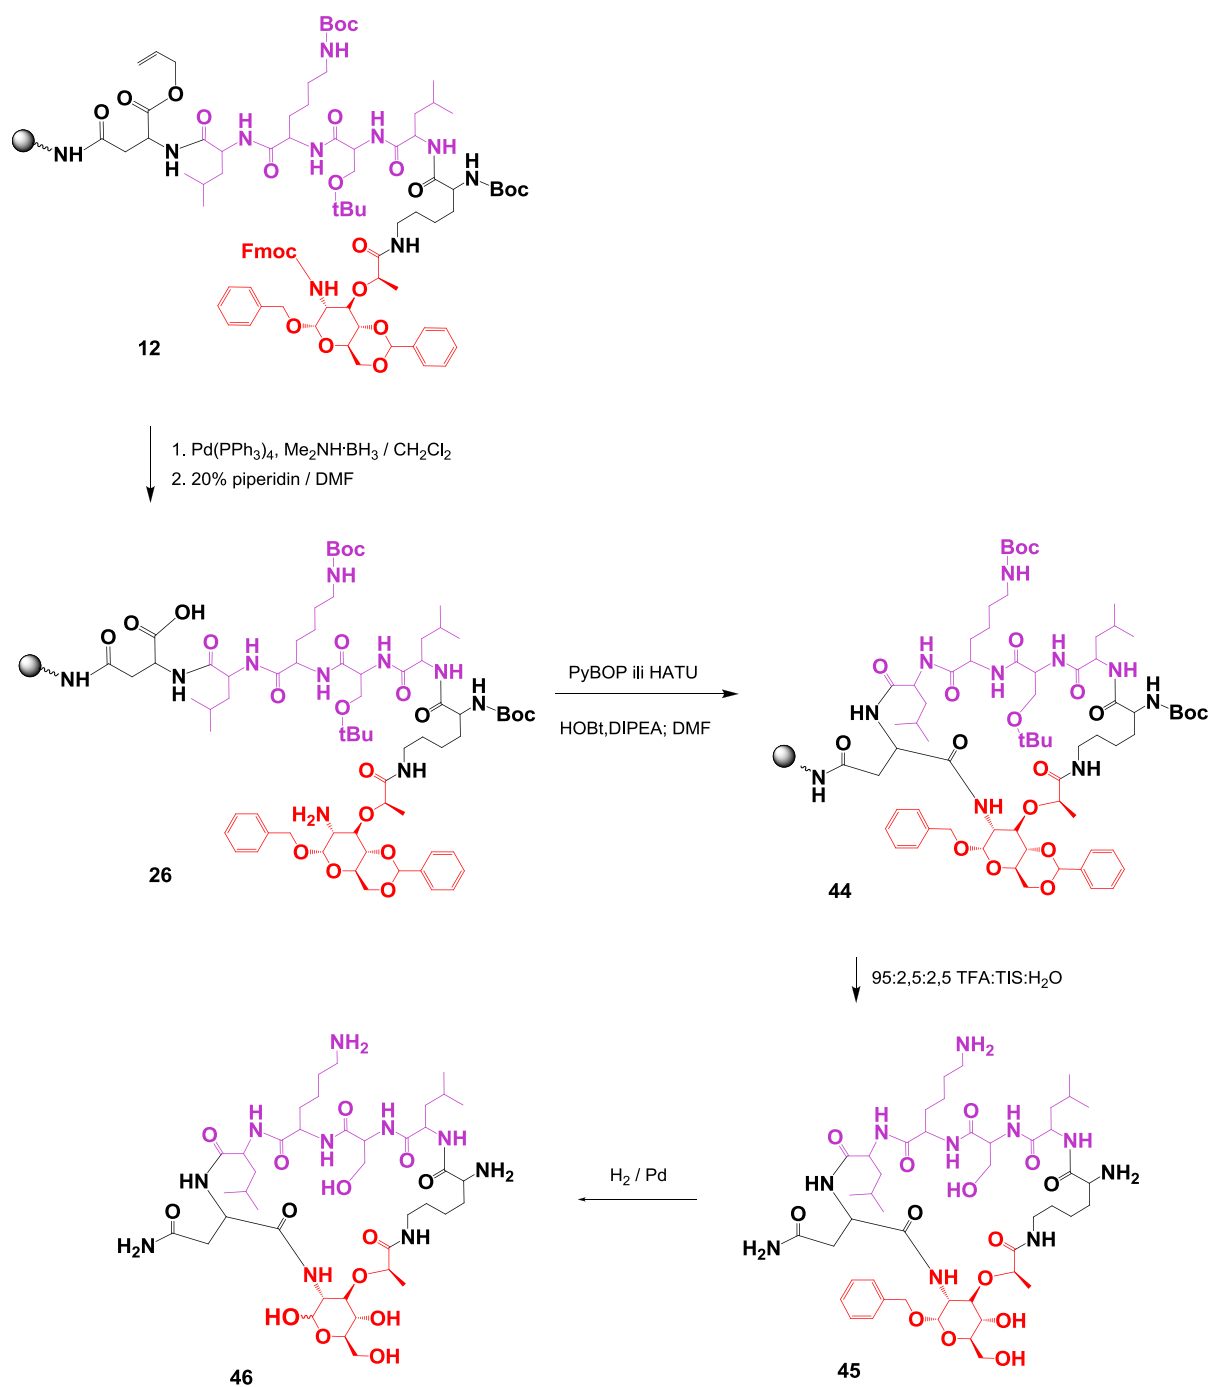 Boc
NH
O
O
O
O
H
N
O
H
N
NH
N
H
O
N
H
O
O
NH
tBu
O
H
N
Boc
Fmoc
O
NH
NH
O
O
O
O
O
12
1. Pd(PPh3)4, Me2NH·BH3 / CH2Cl2
2. 20% piperidin / DMF
Boc
NH
O
OH
O
O
H
N
O
H
N
O
NH
NH
N
H
O
N
H
O
tBu
O
H
N
Boc
O
NH
H2N
O
O
O
O
O
26
PyBOP ili HATU
HOBt,DIPEA; DMF
Boc
NH
O
H
N
O
H
N
O
NH
HN
O
N
H
O
tBu
O
H
N
Boc
O
O
N
H
O
NH
NH
O
O
O
O
O
44
95:2,5:2,5 TFA:TIS:H2O
NH2
O
H
N
O
H
N
O
NH
HN
O
N
H
HO
O
NH2
O
O
H2N
O
NH
NH
O
O
OH
O
OH
45
H2 / Pd
NH2
O
H
N
O
H
N
O
NH
HN
O
N
H
HO
O
NH2
O
O
H2N
O
NH
NH
O
HO
OH
O
OH
46